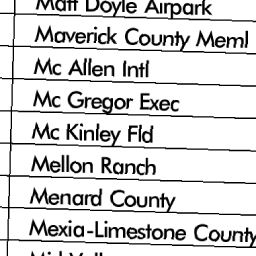 Matt Doyle Airpark
Maverick County Meml
Mc Allen Intl
Mc Gregor Exec
Mc Kinley Fld
Mellon Ranch
Menard County
Mexia-Limestone County